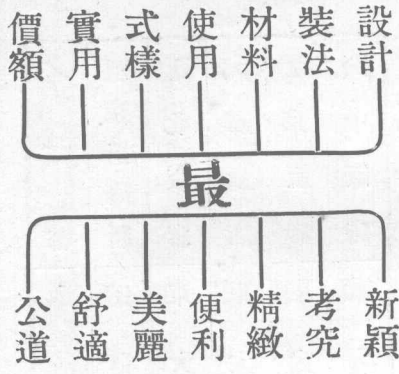 設計
裝法
材料
使用
式樣
實用
價額
最
新穎
考究
精緻
便利
美麗
舒適
公道